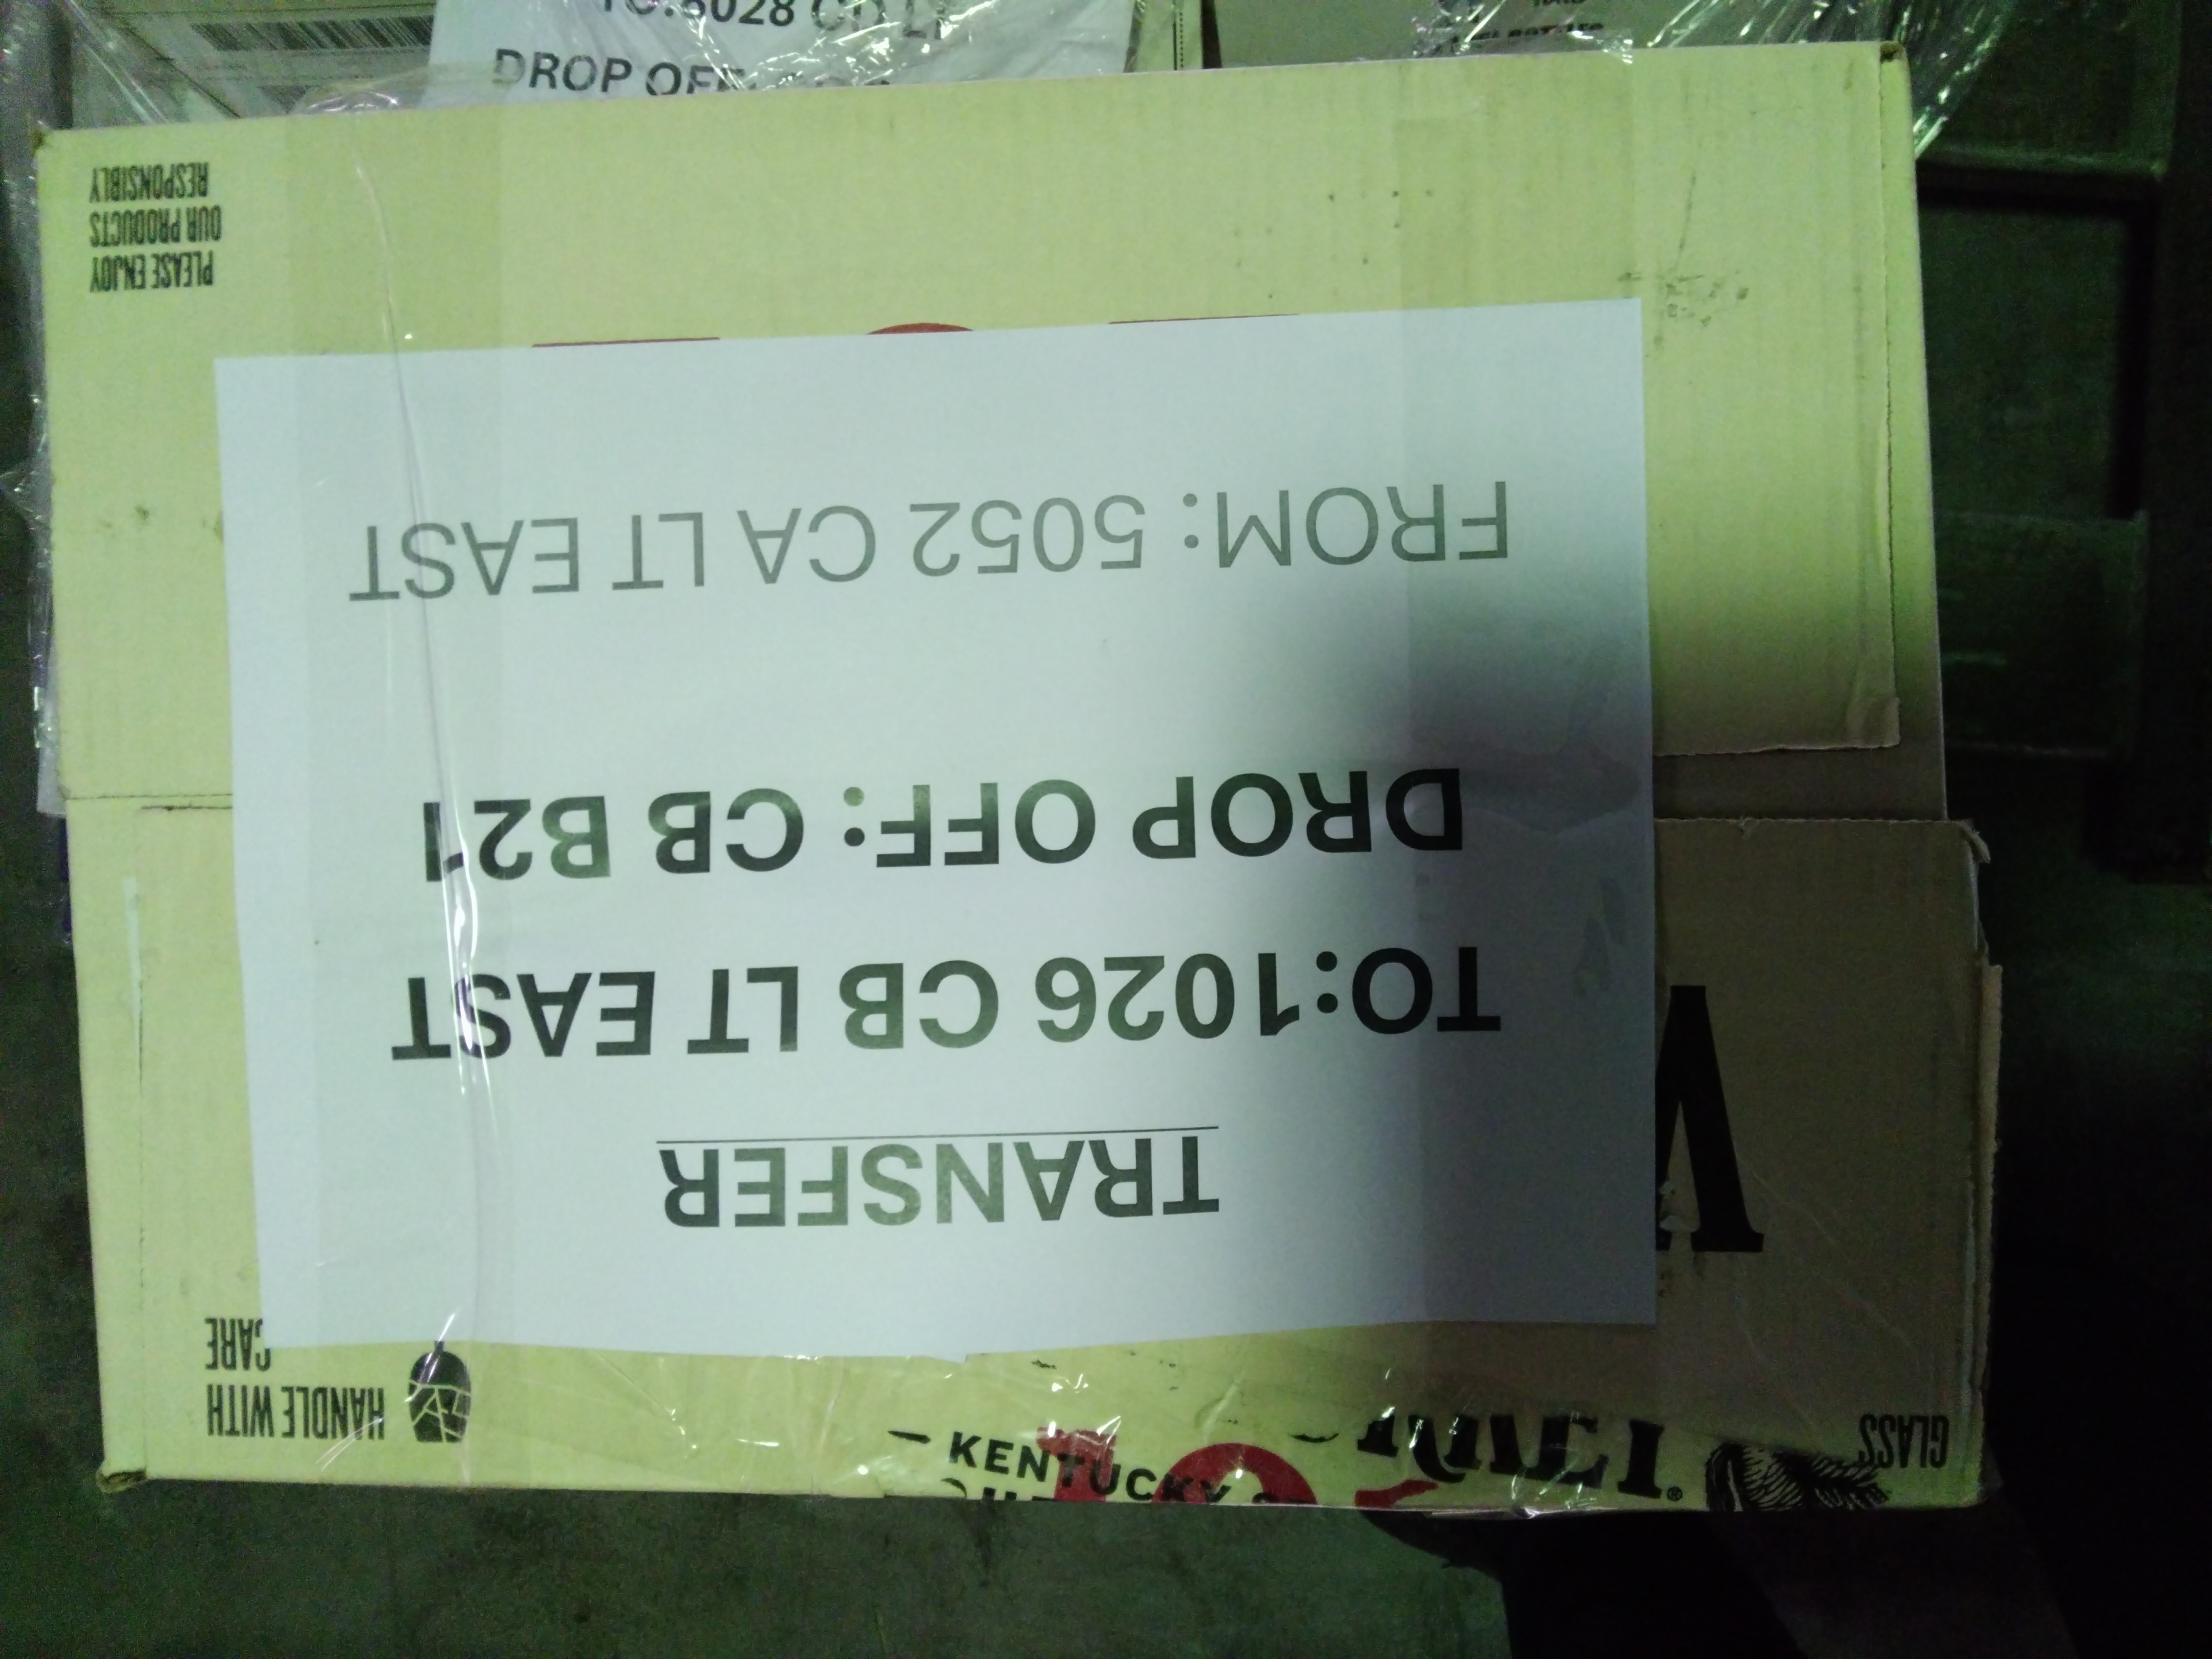 DROP OFF
TRANSFER
TO:1026 CB LT EAST
DROP OFF: CB B21
FROM: 5052 CA LT EAST
HANDLE WITH
CARE
GLASS
PLEASE ENJOY
OUR PRODUCTS
RESPONSIBLY
KENTUCKY